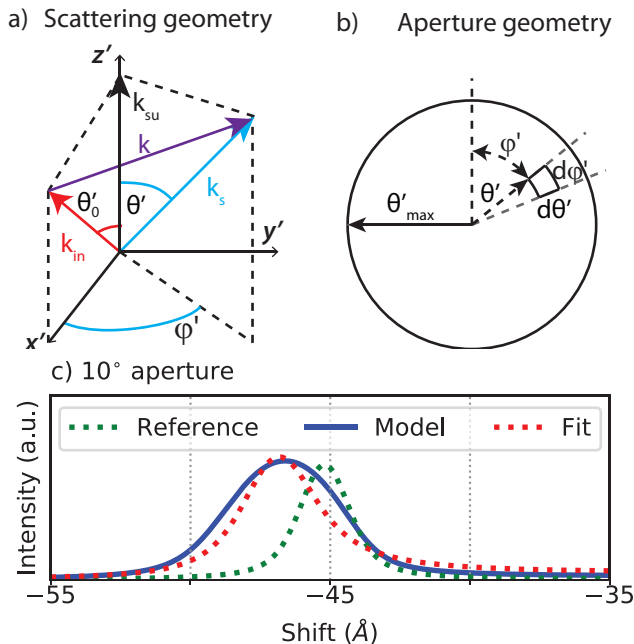 a) Scattering geometry
z'
k_su
k
k_s
θ'_0
θ'
k_in
y'
x'
φ'
b) Aperture geometry
φ'
θ'
dφ'
dθ'
θ'_max
c) 10° aperture
Reference
Model
Fit
Intensity (a.u.)
−55
−45
−35
Shift (Å)